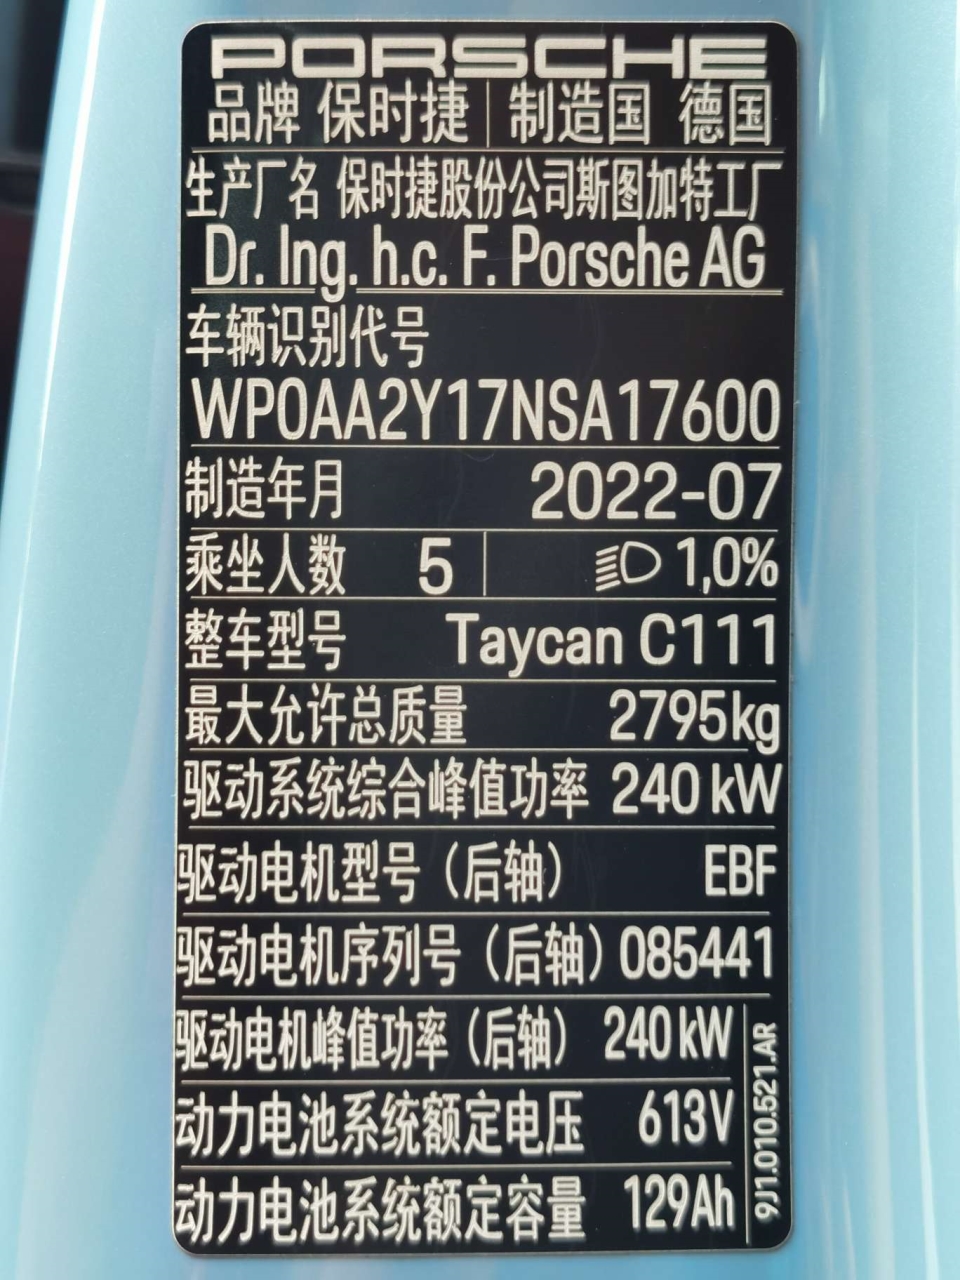 PORSCHE
品牌 保时捷 制造国 德国
生产厂名 保时捷股份公司斯图加特工厂
Dr. Ing. h.c. F. Porsche AG
车辆识别代号
WP0AA2Y17NSA17600
制造年月 2022-07
乘坐人数 5 1,0%
整车型号 Taycan C111
最大允许总质量 2795kg
驱动系统综合峰值功率 240 kW
驱动电机型号（后轴） EBF
驱动电机序列号（后轴）085441
驱动电机峰值功率（后轴） 240 kW
动力电池系统额定电压 613V
动力电池系统额定容量 129Ah
9J1.010.521.AR